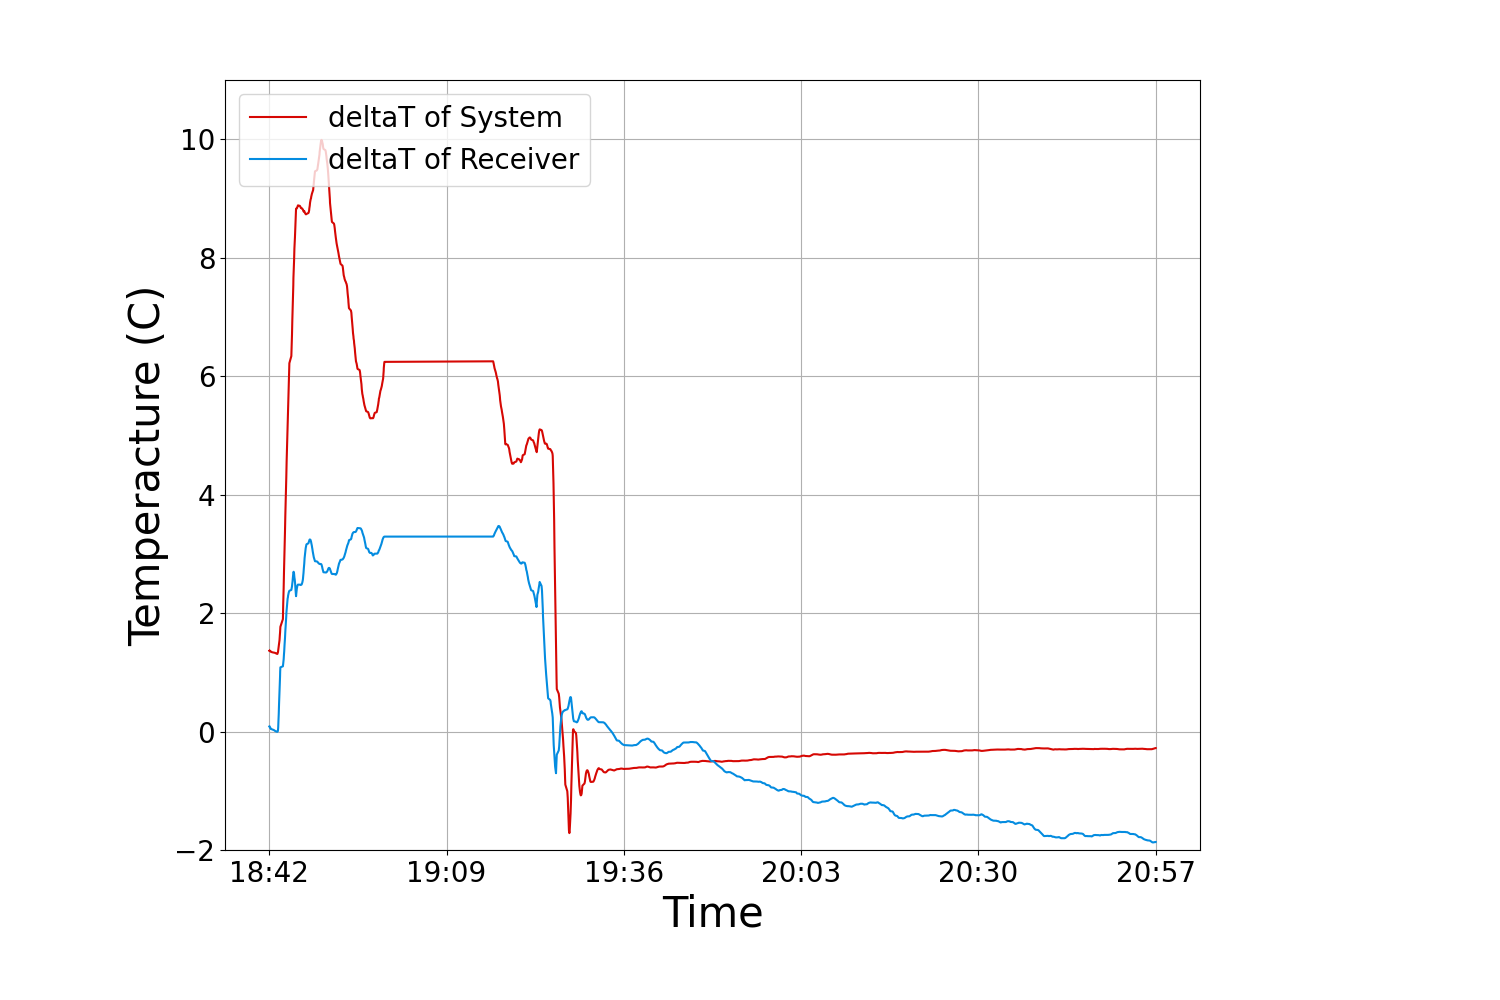 deltaT of System
deltaT of Receiver
Temperacture (C)
10
8
6
4
2
0
−2
18:42 19:09 19:36 20:03 20:30 20:57
Time